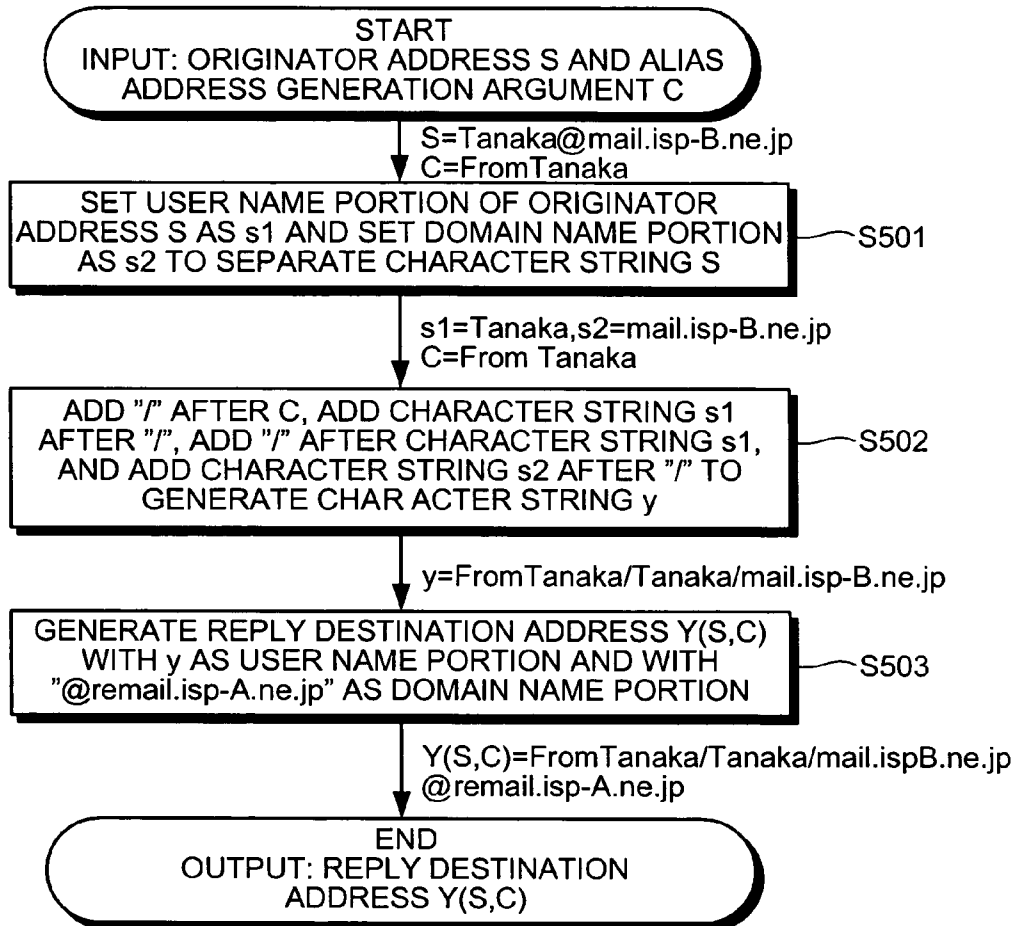 START
INPUT: ORIGINATOR ADDRESS S AND ALIAS
ADDRESS GENERATION ARGUMENT C
S=Tanaka@mail.isp-B.ne.jp
C=FromTanaka
SET USER NAME PORTION OF ORIGINATOR
ADDRESS S AS s1 AND SET DOMAIN NAME PORTION
AS s2 TO SEPARATE CHARACTER STRING S
S501
s1=Tanaka,s2=mail.isp-B.ne.jp
C=From Tanaka
ADD ”/” AFTER C, ADD CHARACTER STRING s1
AFTER ”/”, ADD ”/” AFTER CHARACTER STRING s1,
AND ADD CHARACTER STRING s2 AFTER ”/” TO
GENERATE CHAR ACTER STRING y
S502
y=FromTanaka/Tanaka/mail.isp-B.ne.jp
GENERATE REPLY DESTINATION ADDRESS Y(S,C)
WITH y AS USER NAME PORTION AND WITH
”@remail.isp-A.ne.jp” AS DOMAIN NAME PORTION
S503
Y(S,C)=FromTanaka/Tanaka/mail.ispB.ne.jp
@remail.isp-A.ne.jp
END
OUTPUT: REPLY DESTINATION
ADDRESS Y(S,C)